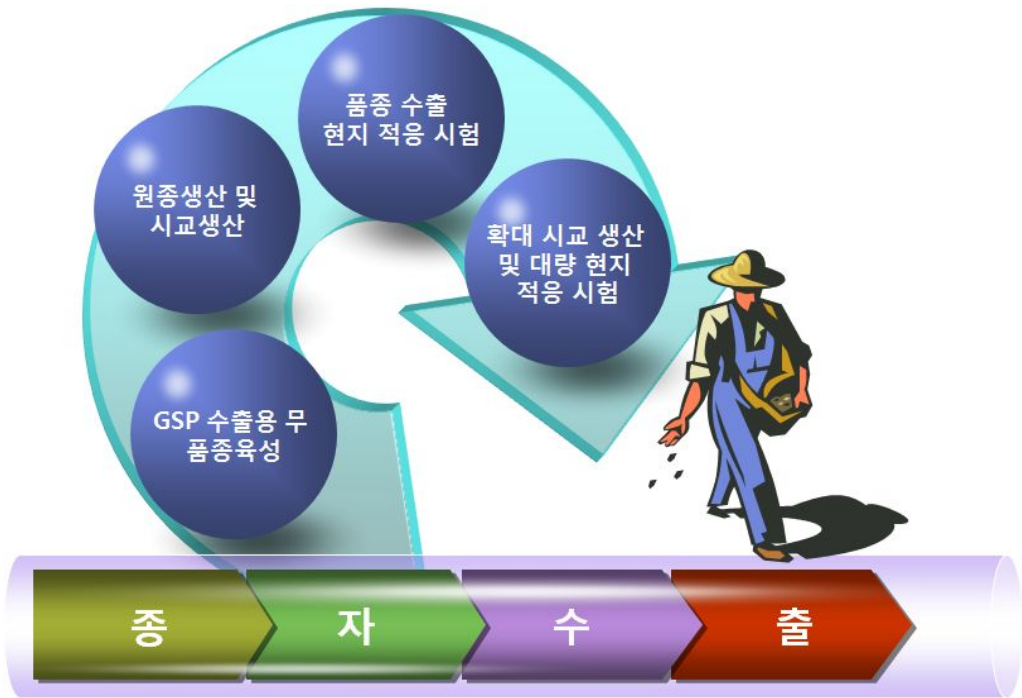 품종 수출
현지 적응 시험
원종생산 및
시교생산
확대 시교 생산
및 대량 현지
적응 시험
GSP 수출용 무
품종육성
종 자 수 출